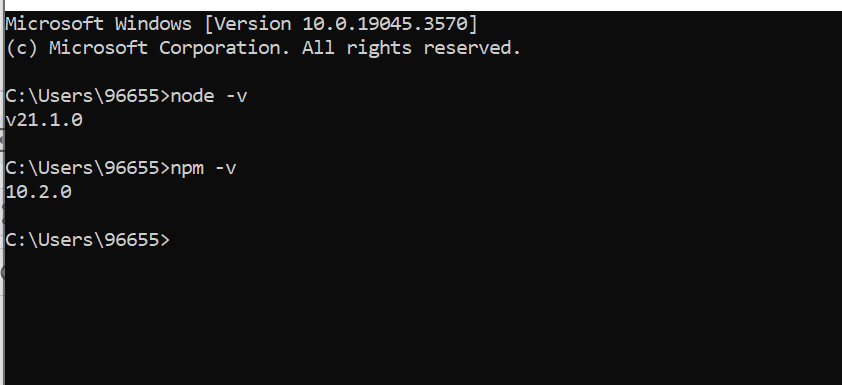 Microsoft Windows [Version 10.0.19045.3570]
(c) Microsoft Corporation. All rights reserved.
C:\Users\96655>node -v
v21.1.0
C:\Users\96655>npm -v
10.2.0
C:\Users\96655>